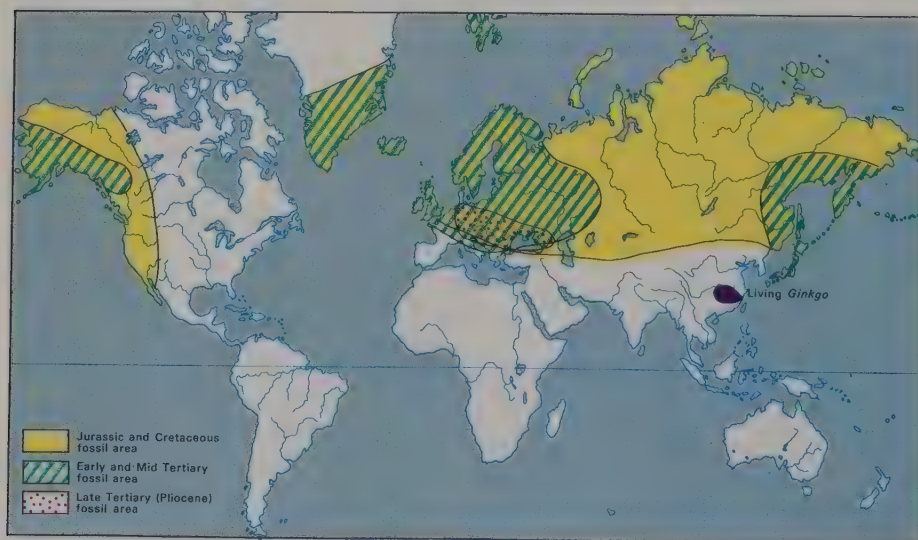 Living Ginkgo
Jurassic and Cretaceous
fossil area
Early and Mid Tertiary
fossil area
Late Tertiary (Pliocene)
fossil area